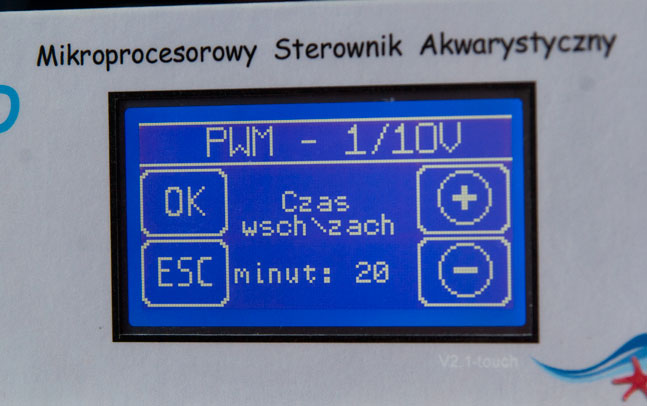 Mikroprocesorowy Sterownik Akwarystyczny
PWM - 1/10V
OK
Czas
wsch\zach
+
ESC
minut: 20
-
V2.1-touch